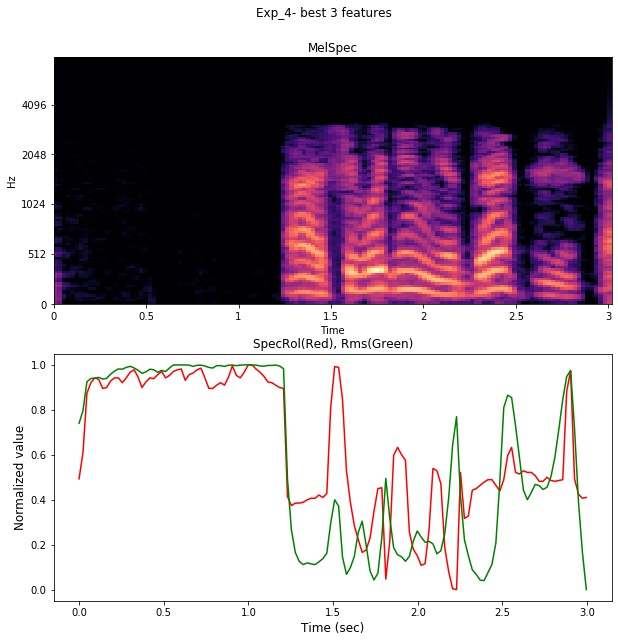 Exp_4- best 3 features
MelSpec
4096
2048
1024
512
0
Hz
0 0.5 1 1.5 2 2.5 3
Time
SpecRol(Red), Rms(Green)
1.0
0.8
0.6
0.4
0.2
0.0
Normalized value
0.0 0.5 1.0 1.5 2.0 2.5 3.0
Time (sec)